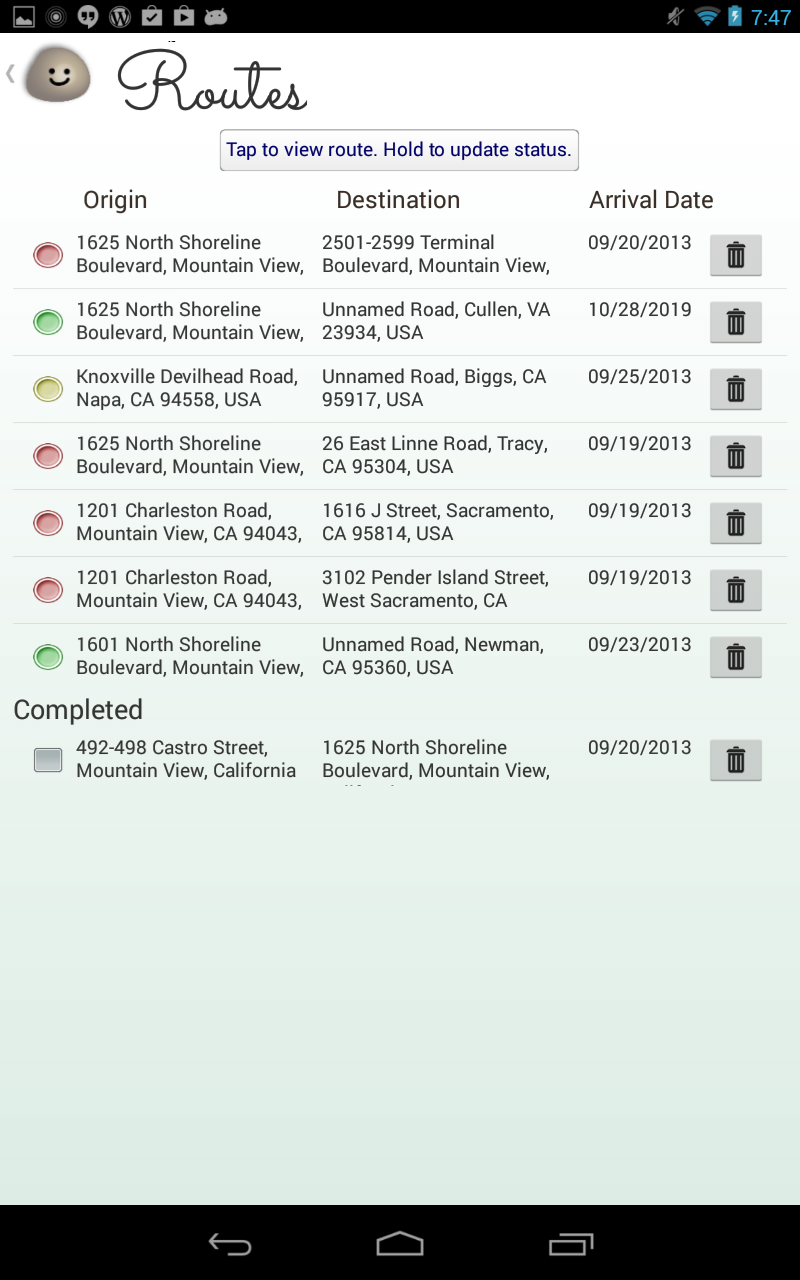 7:47
Routes
Tap to view route. Hold to update status.
Origin Destination Arrival Date
1625 North Shoreline 2501-2599 Terminal 09/20/2013
Boulevard, Mountain View, Boulevard, Mountain View,
1625 North Shoreline Unnamed Road, Cullen, VA 10/28/2019
Boulevard, Mountain View, 23934, USA
Knoxville Devilhead Road, Unnamed Road, Biggs, CA 09/25/2013
Napa, CA 94558, USA 95917, USA
1625 North Shoreline 26 East Linne Road, Tracy, 09/19/2013
Boulevard, Mountain View, CA 95304, USA
1201 Charleston Road, 1616 J Street, Sacramento, 09/19/2013
Mountain View, CA 94043, CA 95814, USA
1201 Charleston Road, 3102 Pender Island Street, 09/19/2013
Mountain View, CA 94043, West Sacramento, CA
1601 North Shoreline Unnamed Road, Newman, 09/23/2013
Boulevard, Mountain View, CA 95360, USA
Completed
492-498 Castro Street, 1625 North Shoreline 09/20/2013
Mountain View, California Boulevard, Mountain View,